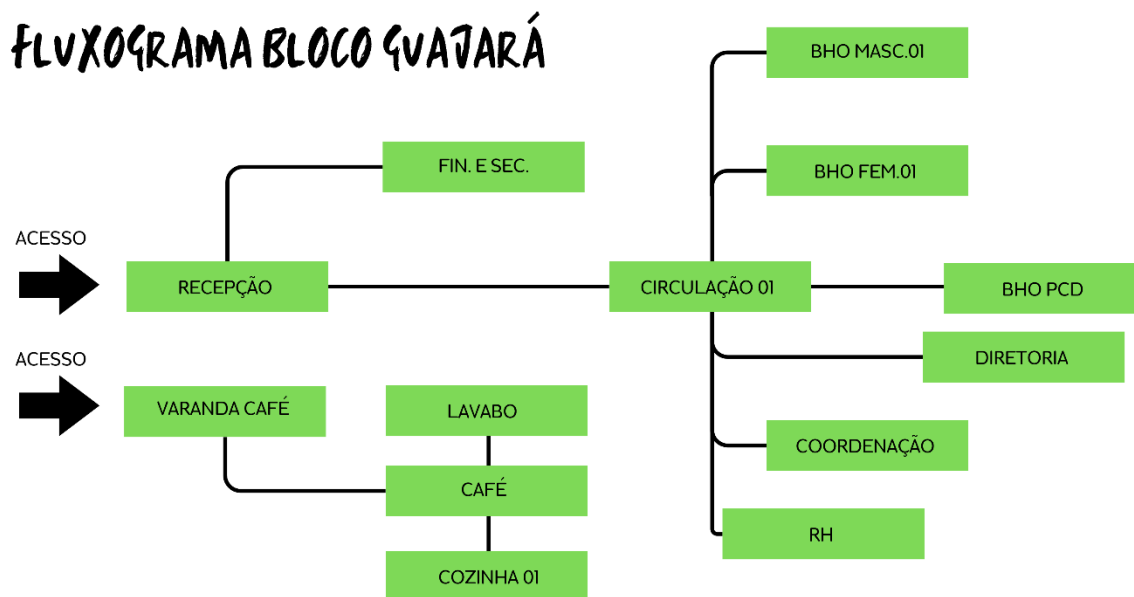 FLUXOGRAMA BLOCO GUAJARÁ
BHO MASC.01
FIN. E SEC.
BHO FEM.01
ACESSO
RECEPÇÃO
CIRCULAÇÃO 01
BHO PCD
ACESSO
DIRETORIA
VARANDA CAFÉ
LAVABO
COORDENAÇÃO
CAFÉ
RH
COZINHA 01